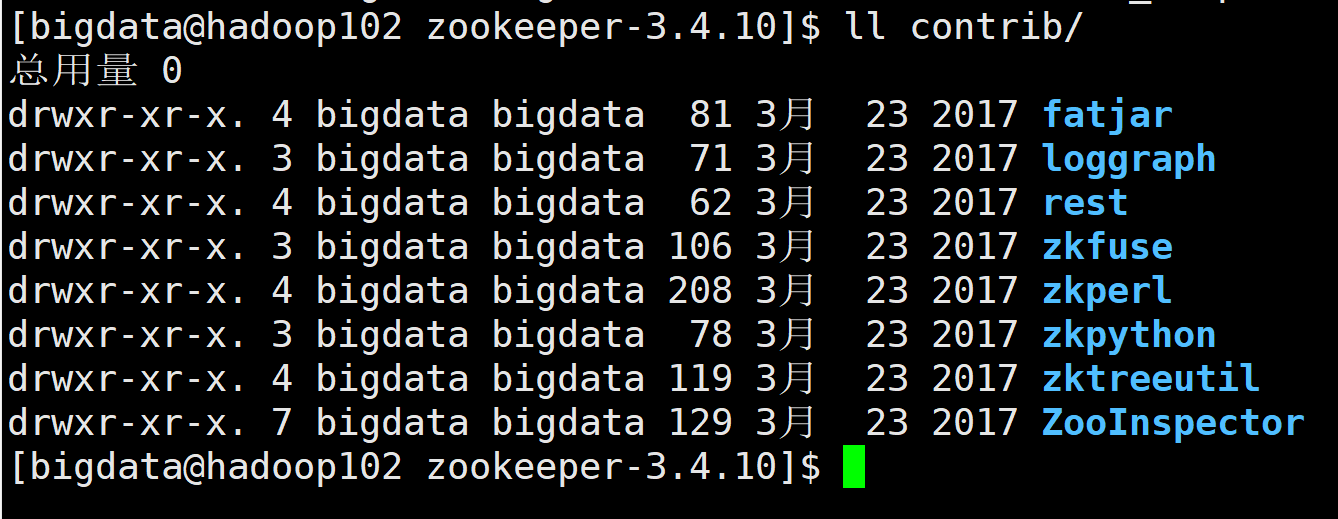 [bigdata@hadoop102 zookeeper-3.4.10]$ ll contrib/
总用量 0
drwxr-xr-x. 4 bigdata bigdata  81 3月  23 2017 fatjar
drwxr-xr-x. 3 bigdata bigdata  71 3月  23 2017 loggraph
drwxr-xr-x. 4 bigdata bigdata  62 3月  23 2017 rest
drwxr-xr-x. 3 bigdata bigdata 106 3月  23 2017 zkfuse
drwxr-xr-x. 4 bigdata bigdata 208 3月  23 2017 zkperl
drwxr-xr-x. 3 bigdata bigdata  78 3月  23 2017 zkpython
drwxr-xr-x. 4 bigdata bigdata 119 3月  23 2017 zktreeutil
drwxr-xr-x. 7 bigdata bigdata 129 3月  23 2017 ZooInspector
[bigdata@hadoop102 zookeeper-3.4.10]$